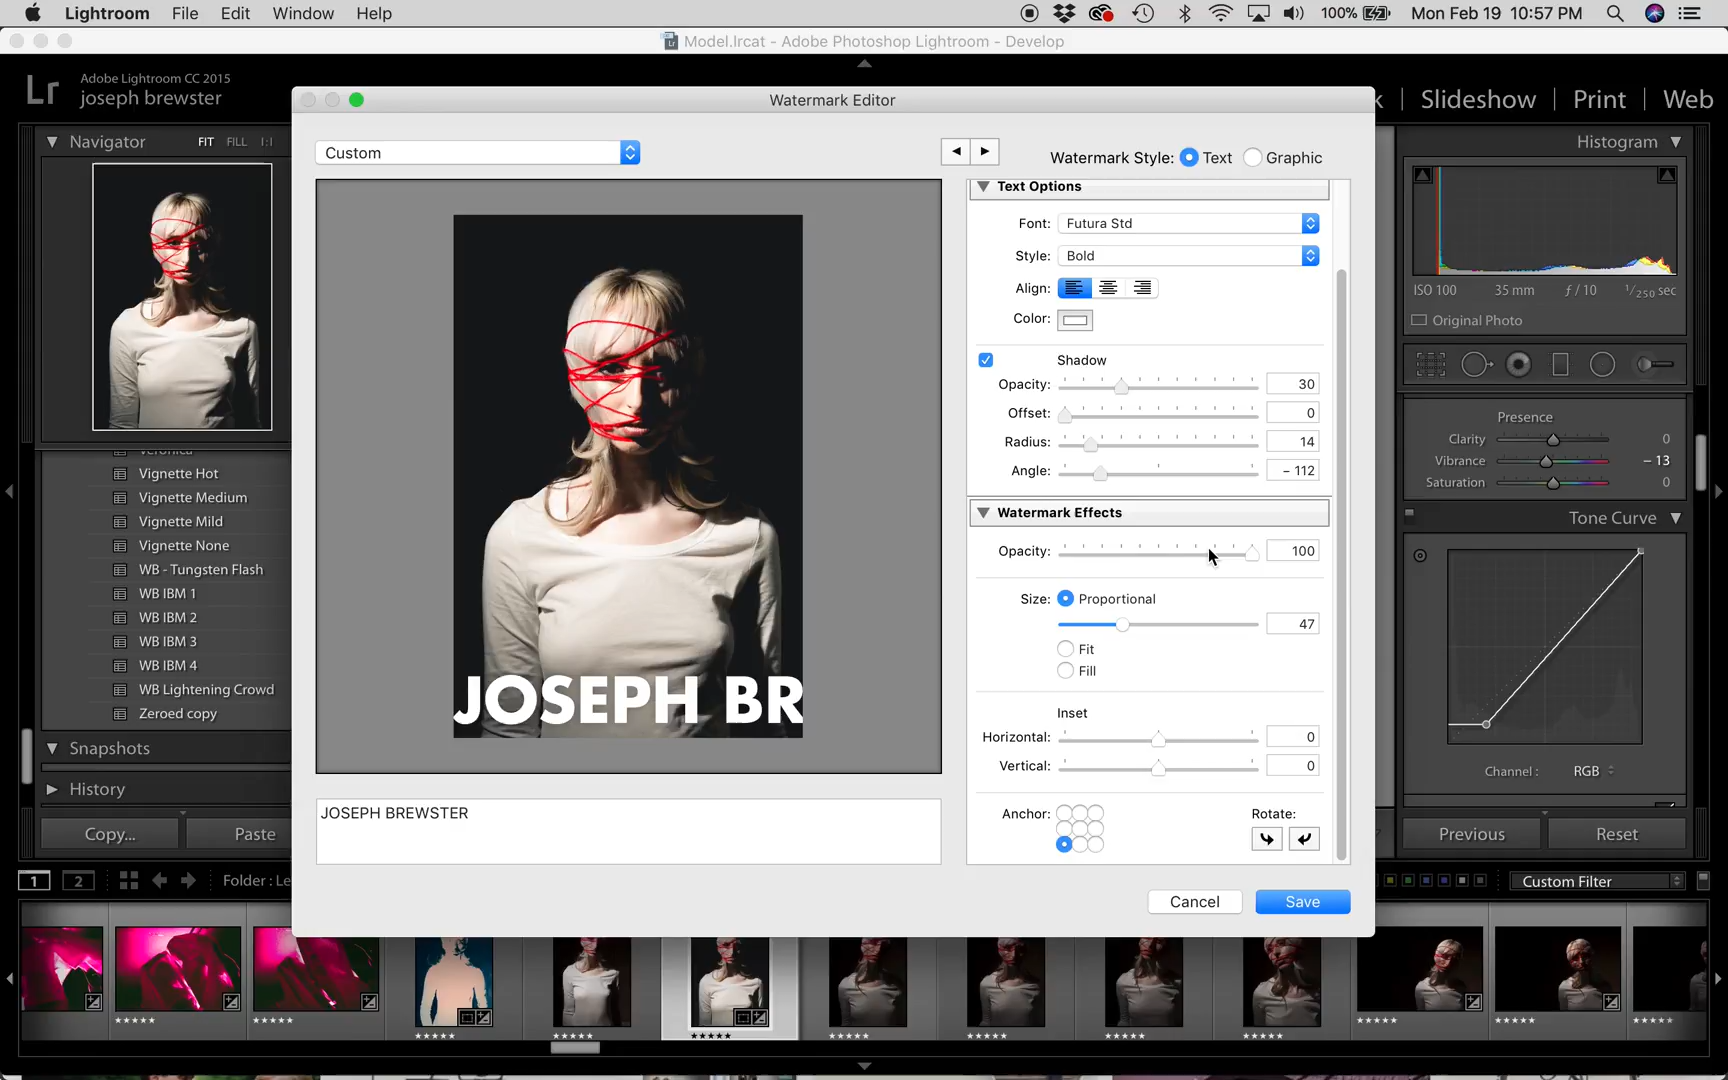 Lightroom File Edit Window Help 100% Mon Feb 19 10:57 PM
Model.lrcat - Adobe Photoshop Lightroom - Develop
Lr Adobe Lightroom CC 2015
joseph brewster
Slideshow | Print | Web
Navigator FIT FILL 1:1
Vignette Hot
Vignette Medium
Vignette Mild
Vignette None
WB - Tungsten Flash
WB IBM 1
WB IBM 2
WB IBM 3
WB IBM 4
WB Lightening Crowd
Zeroed copy
Snapshots
History
Copy... Paste
Watermark Editor
Custom
Watermark Style: Text Graphic
JOSEPH BR
JOSEPH BREWSTER
Text Options
Font: Futura Std
Style: Bold
Align:
Color:
Shadow
Opacity: 30
Offset: 0
Radius: 14
Angle: - 112
Watermark Effects
Opacity: 100
Size: Proportional
47
Fit
Fill
Inset
Horizontal: 0
Vertical: 0
Anchor: Rotate:
Cancel Save
Histogram
ISO 100 35 mm f / 10 1/250 sec
Original Photo
Presence
Clarity 0
Vibrance - 13
Saturation 0
Tone Curve
Channel : RGB
Previous Reset
1 2 Folder : Le
Custom Filter